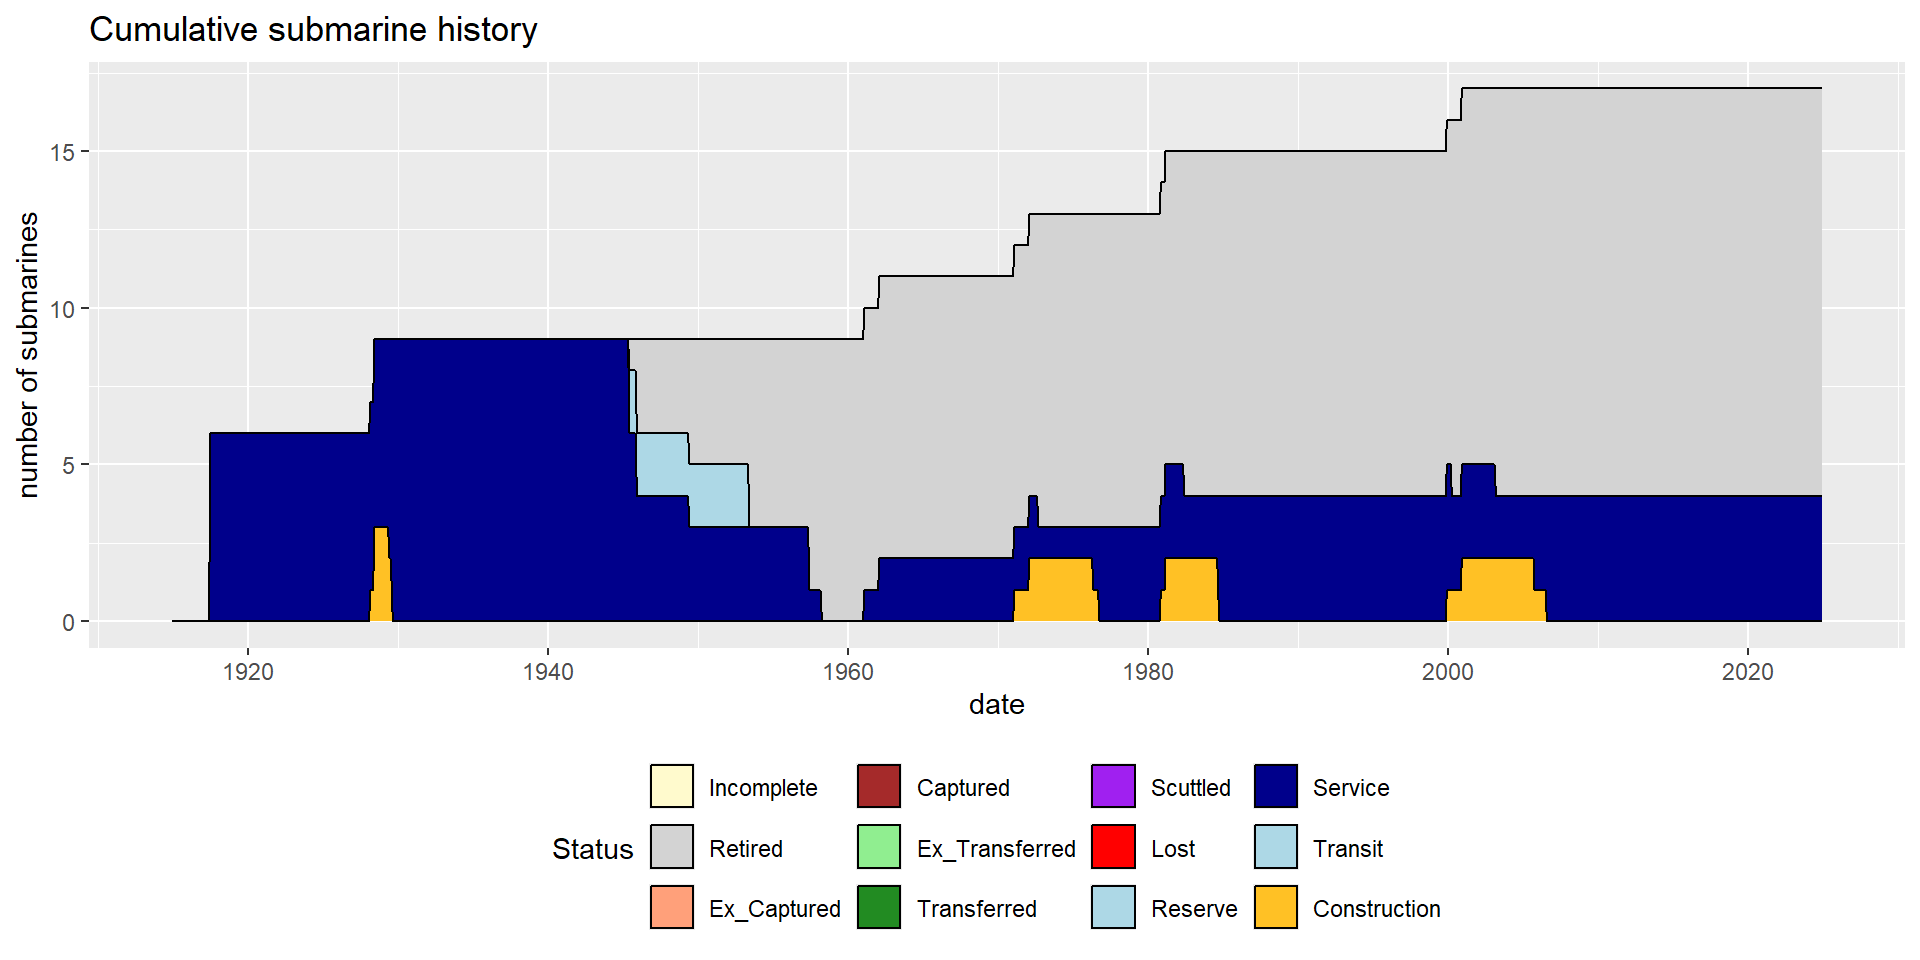 Cumulative submarine history
number of submarines
15
10
5
0
1920 1940 1960 1980 2000 2020
date
Status
Incomplete Captured Scuttled Service
Retired Ex_Transferred Lost Transit
Ex_Captured Transferred Reserve Construction